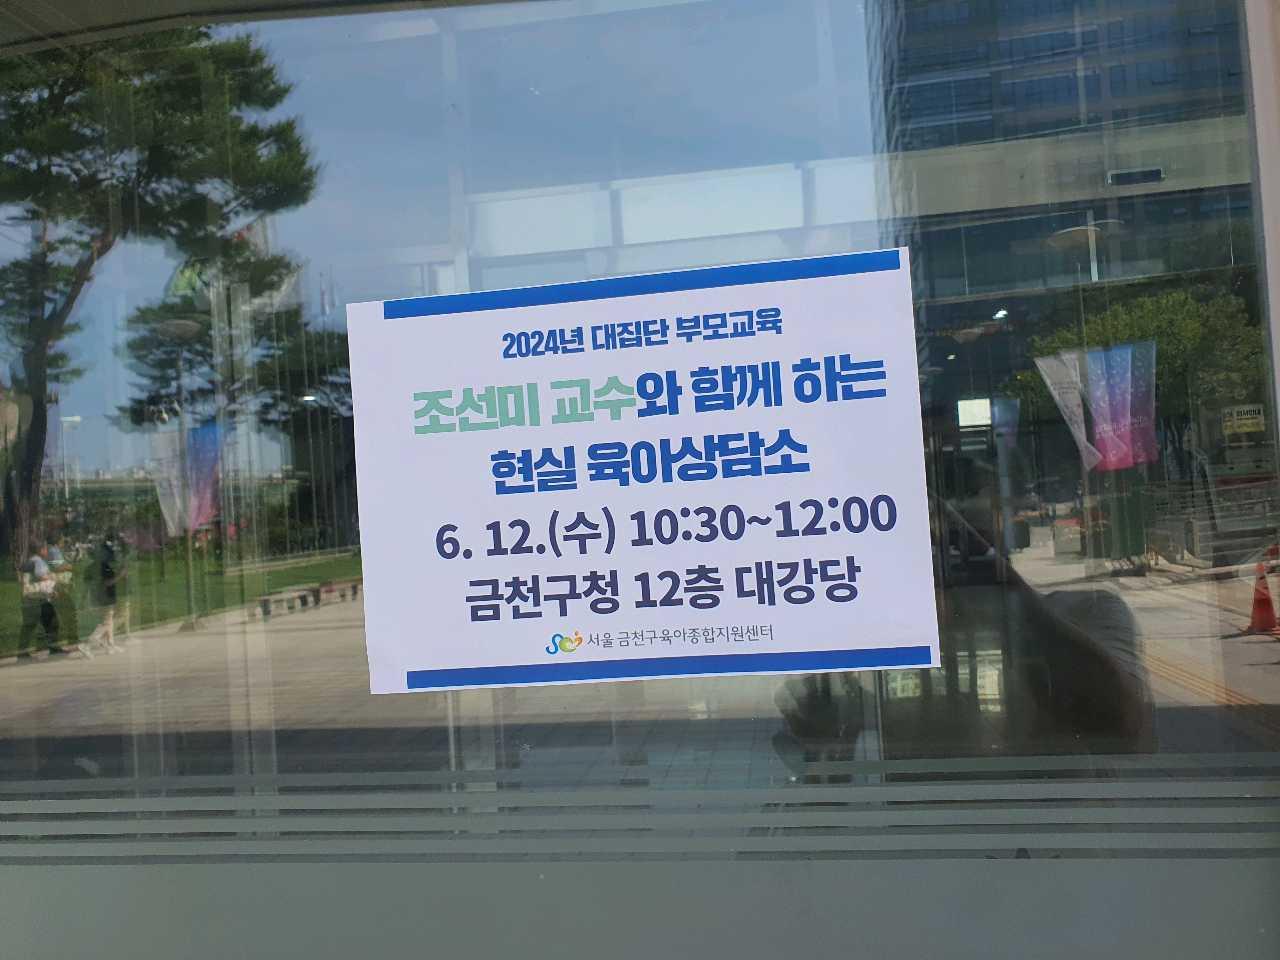 2024년 대집단 부모교육
조선미 교수와 함께 하는
현실 육아상담소
6. 12.(수) 10:30~12:00
금천구청 12층 대강당
서울 금천구육아종합지원센터